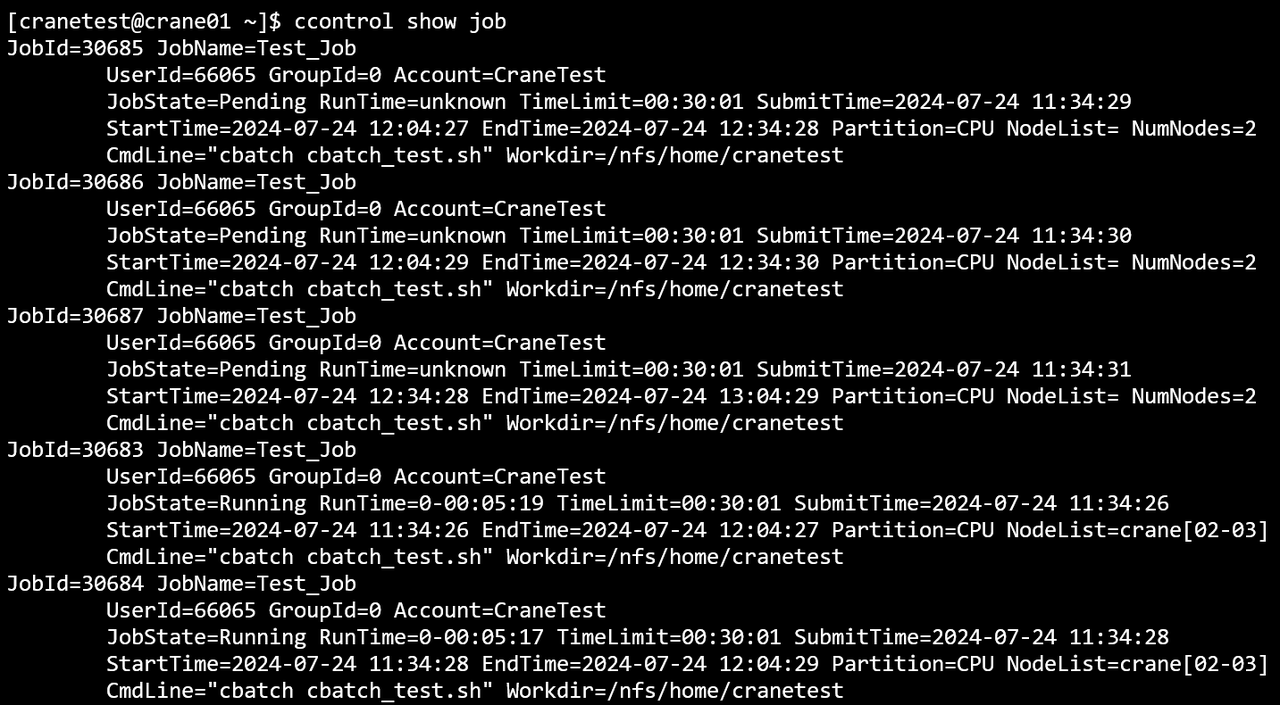 [cranetest@crane01 ~]$ ccontrol show job
JobId=30685 JobName=Test_Job
UserId=66065 GroupId=0 Account=CraneTest
JobState=Pending RunTime=unknown TimeLimit=00:30:01 SubmitTime=2024-07-24 11:34:29
StartTime=2024-07-24 12:04:27 EndTime=2024-07-24 12:34:28 Partition=CPU NodeList= NumNodes=2
CmdLine="cbatch cbatch_test.sh" Workdir=/nfs/home/cranetest
JobId=30686 JobName=Test_Job
UserId=66065 GroupId=0 Account=CraneTest
JobState=Pending RunTime=unknown TimeLimit=00:30:01 SubmitTime=2024-07-24 11:34:30
StartTime=2024-07-24 12:04:29 EndTime=2024-07-24 12:34:30 Partition=CPU NodeList= NumNodes=2
CmdLine="cbatch cbatch_test.sh" Workdir=/nfs/home/cranetest
JobId=30687 JobName=Test_Job
UserId=66065 GroupId=0 Account=CraneTest
JobState=Pending RunTime=unknown TimeLimit=00:30:01 SubmitTime=2024-07-24 11:34:31
StartTime=2024-07-24 12:34:28 EndTime=2024-07-24 13:04:29 Partition=CPU NodeList= NumNodes=2
CmdLine="cbatch cbatch_test.sh" Workdir=/nfs/home/cranetest
JobId=30683 JobName=Test_Job
UserId=66065 GroupId=0 Account=CraneTest
JobState=Running RunTime=0-00:05:19 TimeLimit=00:30:01 SubmitTime=2024-07-24 11:34:26
StartTime=2024-07-24 11:34:26 EndTime=2024-07-24 12:04:27 Partition=CPU NodeList=crane[02-03]
CmdLine="cbatch cbatch_test.sh" Workdir=/nfs/home/cranetest
JobId=30684 JobName=Test_Job
UserId=66065 GroupId=0 Account=CraneTest
JobState=Running RunTime=0-00:05:17 TimeLimit=00:30:01 SubmitTime=2024-07-24 11:34:28
StartTime=2024-07-24 11:34:28 EndTime=2024-07-24 12:04:29 Partition=CPU NodeList=crane[02-03]
CmdLine="cbatch cbatch_test.sh" Workdir=/nfs/home/cranetest